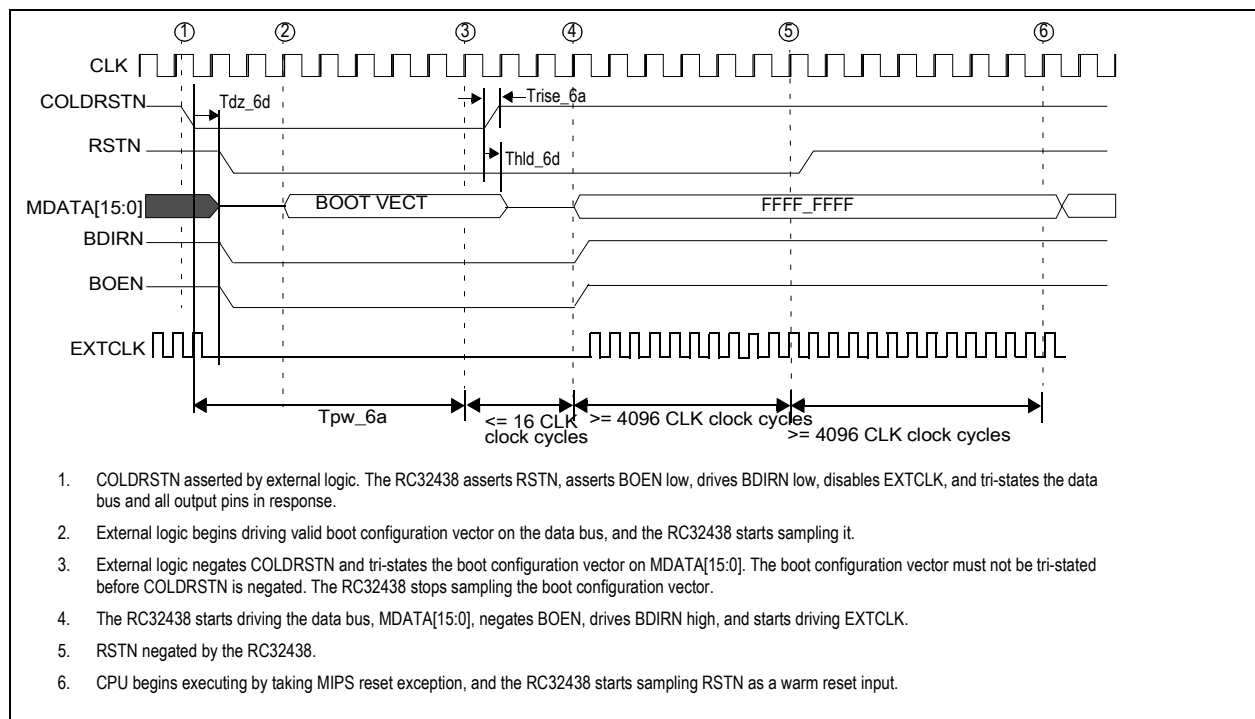 1 2 3 4 5 6
CLK
COLDRSTN
Tdz_6d
Trise_6a
RSTN
Thld_6d
MDATA[15:0]
BOOT VECT
FFFF_FFFF
BDIRN
BOEN
EXTCLK
Tpw_6a
<= 16 CLK
clock cycles
>= 4096 CLK clock cycles
>= 4096 CLK clock cycles
1. COLDRSTN asserted by external logic. The RC32438 asserts RSTN, asserts BOEN low, drives BDIRN low, disables EXTCLK, and tri-states the data
bus and all output pins in response.
2. External logic begins driving valid boot configuration vector on the data bus, and the RC32438 starts sampling it.
3. External logic negates COLDRSTN and tri-states the boot configuration vector on MDATA[15:0]. The boot configuration vector must not be tri-stated
before COLDRSTN is negated. The RC32438 stops sampling the boot configuration vector.
4. The RC32438 starts driving the data bus, MDATA[15:0], negates BOEN, drives BDIRN high, and starts driving EXTCLK.
5. RSTN negated by the RC32438.
6. CPU begins executing by taking MIPS reset exception, and the RC32438 starts sampling RSTN as a warm reset input.